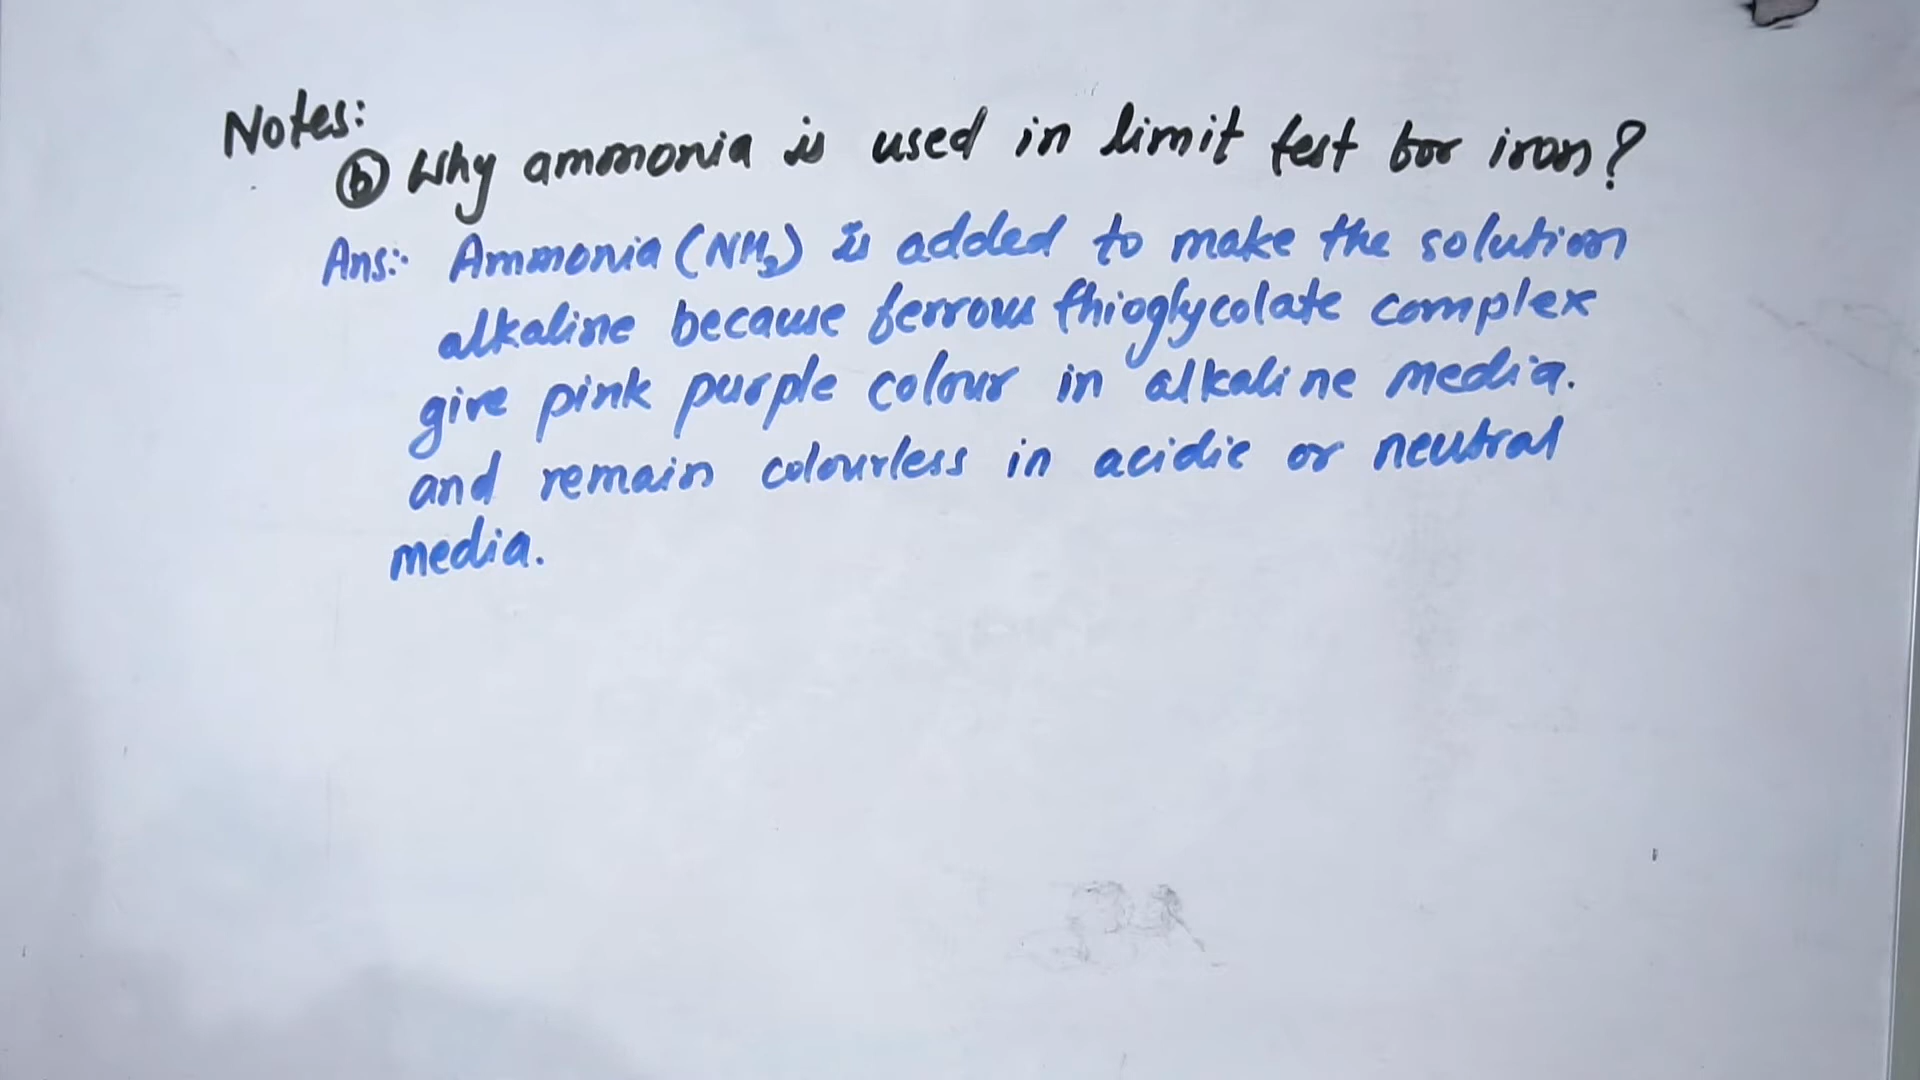 Notes:
(b) Why ammonia is used in limit test for iron?
Ans:- Ammonia (NH3) is added to make the solution
alkaline because ferrous thioglycolate complex
give pink purple colour in alkaline media.
and remain colourless in acidic or neutral
media.